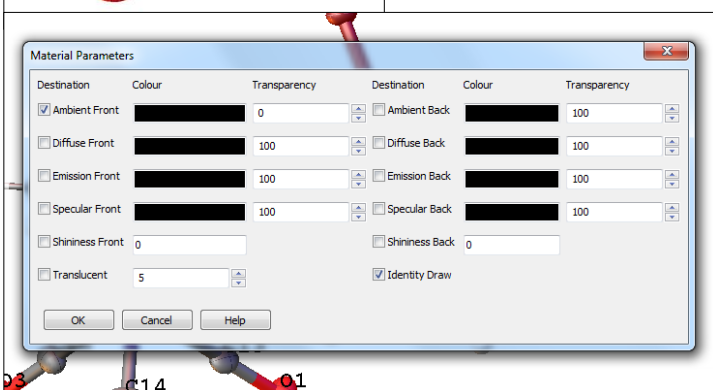 Material Parameters
Destination Colour Transparency Destination Colour Transparency
Ambient Front 0 Ambient Back 100
Diffuse Front 100 Diffuse Back 100
Emission Front 100 Emission Back 100
Specular Front 100 Specular Back 100
Shininess Front 0 Shininess Back 0
Translucent 5 Identity Draw
OK Cancel Help
O3 C14 O1